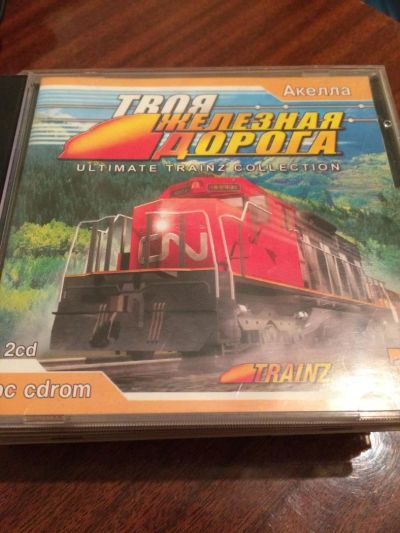 Акелла
ТВОЯ
ЖЕЛЕЗНАЯ
ДОРОГА
ULTIMATE TRAINZ COLLECTION
CN
2cd
pc cdrom
TRAINZ